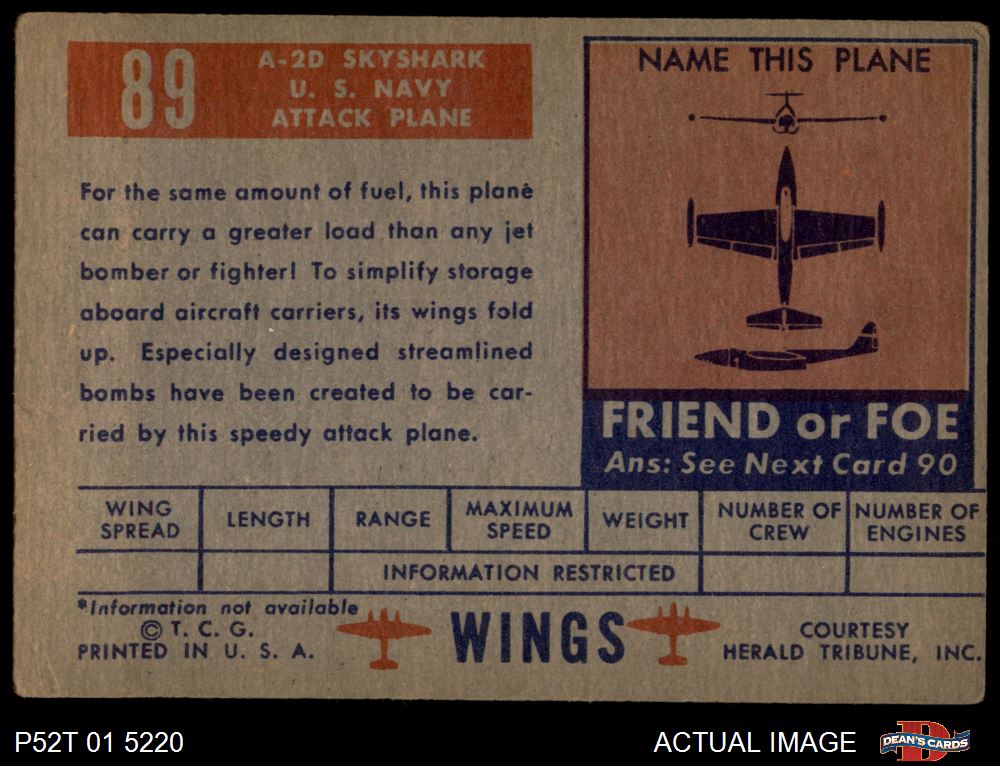 89
A-2D SKYSHARK
U. S. NAVY
ATTACK PLANE
For the same amount of fuel, this plane
can carry a greater load than any jet
bomber or fighter! To simplify storage
aboard aircraft carriers, its wings fold
up. Especially designed streamlined
bombs have been created to be car-
ried by this speedy attack plane.
NAME THIS PLANE
FRIEND or FOE
Ans: See Next Card 90
WING SPREAD
LENGTH
RANGE
MAXIMUM SPEED
WEIGHT
NUMBER OF CREW
NUMBER OF ENGINES
INFORMATION RESTRICTED
*Information not available
© T. C. G.
PRINTED IN U. S. A.
WINGS
COURTESY
HERALD TRIBUNE, INC.
P52T 01 5220
ACTUAL IMAGE
D
DEAN'S CARDS